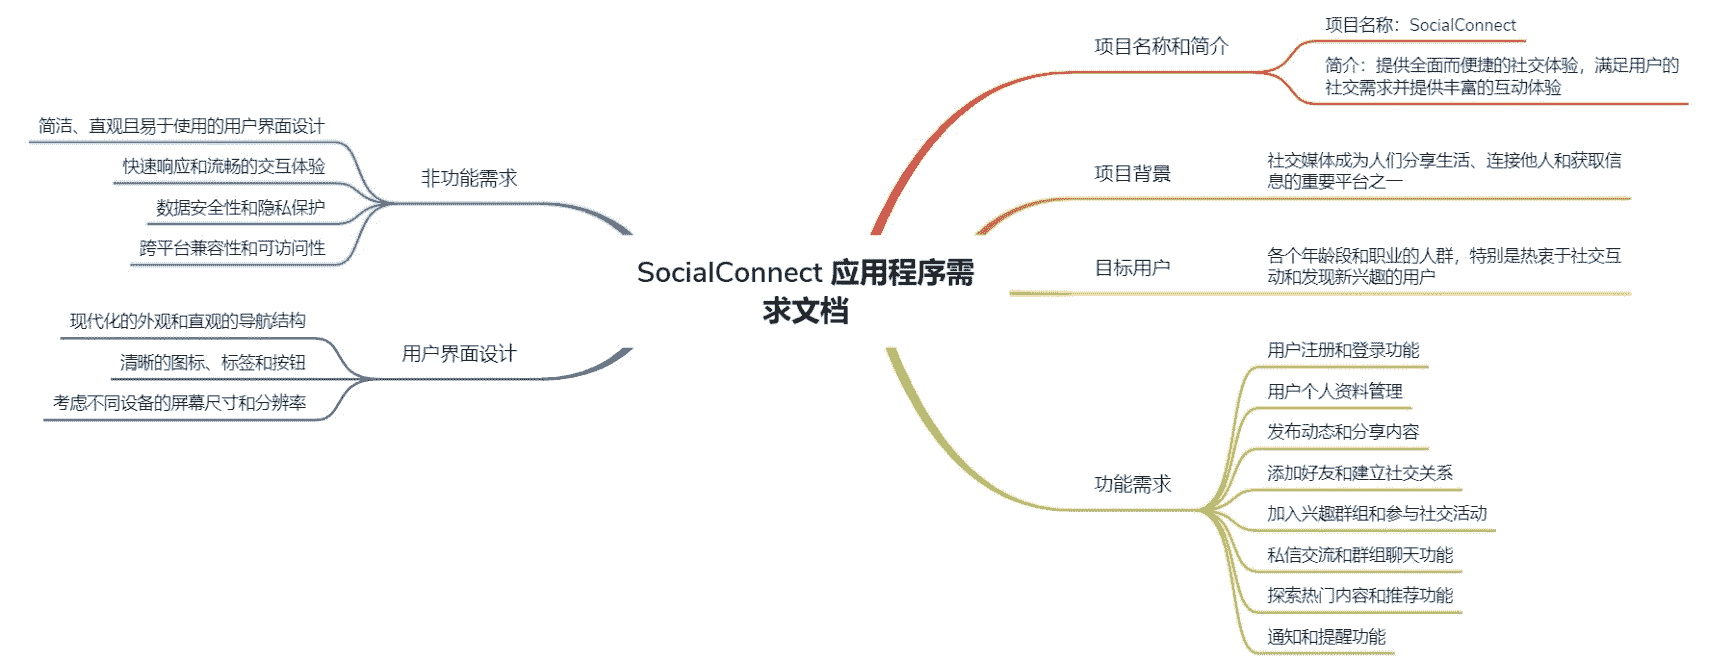 SocialConnect 应用程序需
求文档
项目名称和简介
项目名称：SocialConnect
简介：提供全面而便捷的社交体验，满足用户的
社交需求并提供丰富的互动体验
项目背景
社交媒体成为人们分享生活、连接他人和获取信
息的重要平台之一
目标用户
各个年龄段和职业的人群，特别是热衷于社交互
动和发现新兴趣的用户
功能需求
用户注册和登录功能
用户个人资料管理
发布动态和分享内容
添加好友和建立社交关系
加入兴趣群组和参与社交活动
私信交流和群组聊天功能
探索热门内容和推荐功能
通知和提醒功能
非功能需求
简洁、直观且易于使用的用户界面设计
快速响应和流畅的交互体验
数据安全性和隐私保护
跨平台兼容性和可访问性
用户界面设计
现代化的外观和直观的导航结构
清晰的图标、标签和按钮
考虑不同设备的屏幕尺寸和分辨率